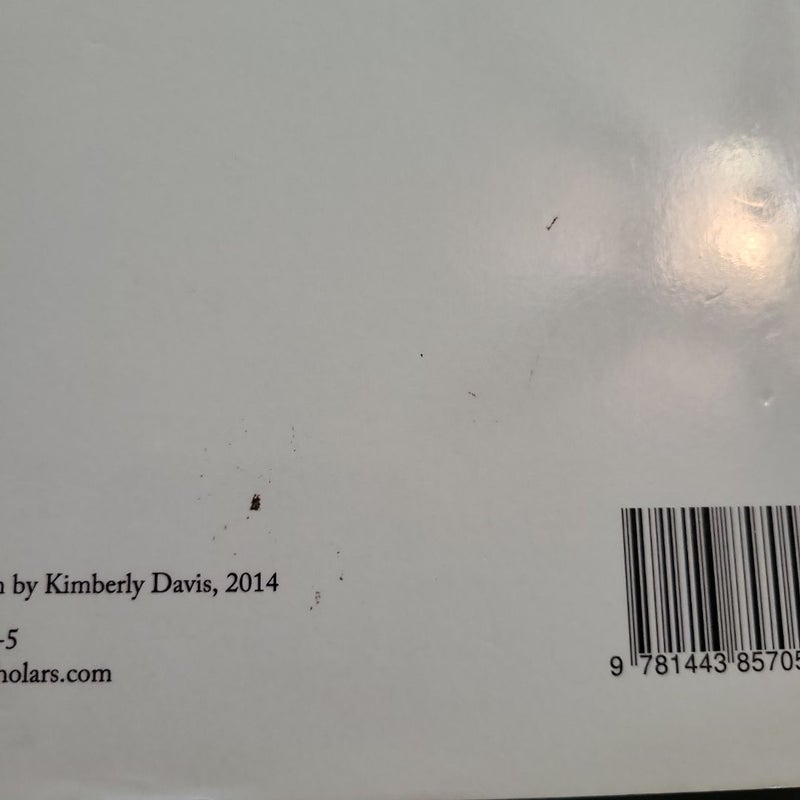 by Kimberly Davis, 2014
-5
holars.com
9 781443 85705